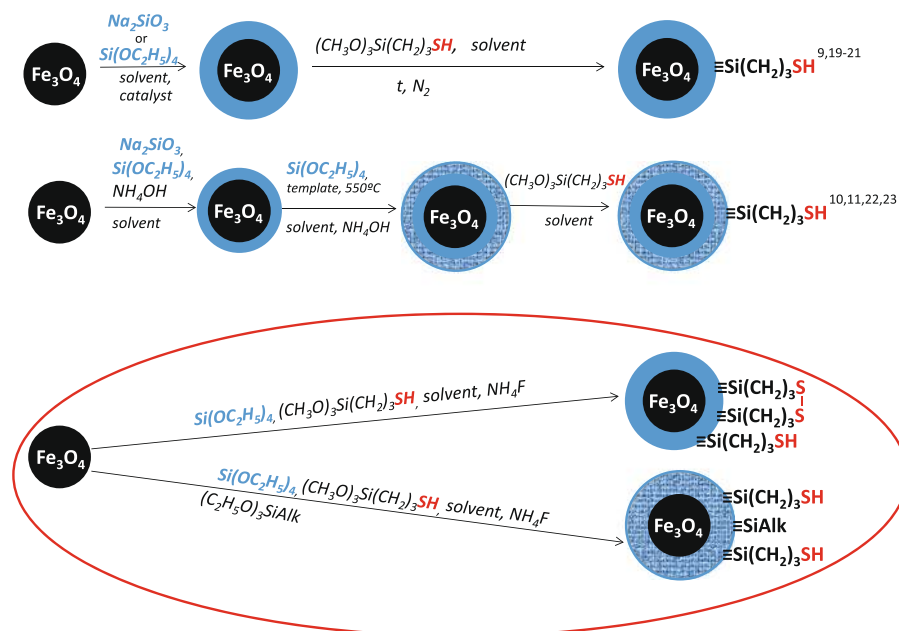 Na₂SiO₃
or
Si(OC₂H₅)₄
solvent,
catalyst
Fe₃O₄
Fe₃O₄
(CH₃O)₃Si(CH₂)₃SH, solvent
t, N₂
Fe₃O₄
≡Si(CH₂)₃SH 9,19-21
Na₂SiO₃,
Si(OC₂H₅)₄,
NH₄OH
solvent
Fe₃O₄
Fe₃O₄
Si(OC₂H₅)₄,
template, 550ºC
solvent, NH₄OH
Fe₃O₄
(CH₃O)₃Si(CH₂)₃SH
solvent
Fe₃O₄
≡Si(CH₂)₃SH 10,11,22,23
Fe₃O₄
Si(OC₂H₅)₄, (CH₃O)₃Si(CH₂)₃SH, solvent, NH₄F
Fe₃O₄
≡Si(CH₂)₃S
≡Si(CH₂)₃S
≡Si(CH₂)₃SH
Si(OC₂H₅)₄, (CH₃O)₃Si(CH₂)₃SH, solvent, NH₄F
(C₂H₅O)₃SiAlk
Fe₃O₄
≡Si(CH₂)₃SH
≡SiAlk
≡Si(CH₂)₃SH